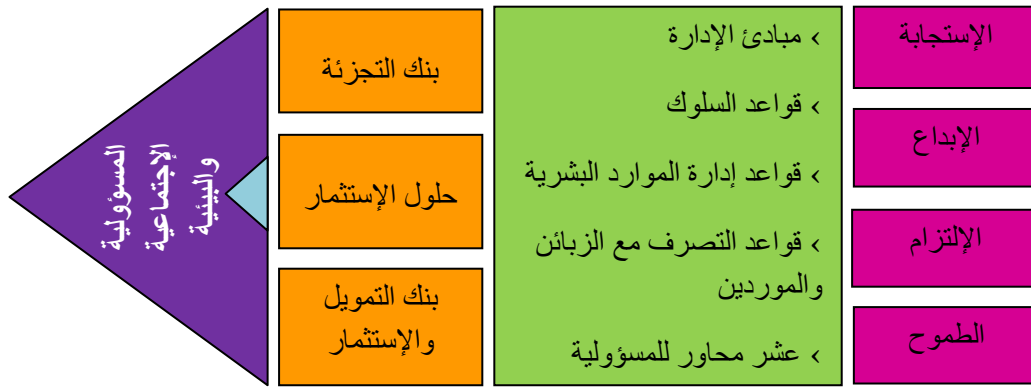 الإستجابة
الإبداع
الإلتزام
الطموح
› مبادئ الإدارة
› قواعد السلوك
› قواعد إدارة الموارد البشرية
› قواعد التصرف مع الزبائن
والموردين
› عشر محاور للمسؤولية
بنك التجزئة
حلول الإستثمار
بنك التمويل
والإستثمار
المسؤولية
الإجتماعية
والبيئية